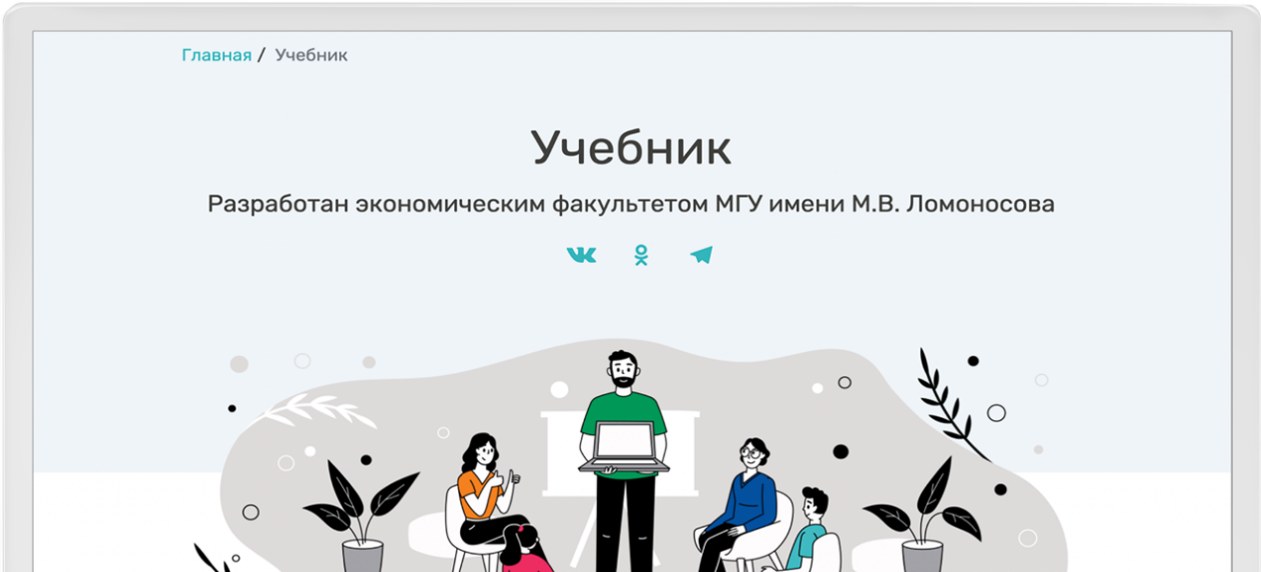 Главная / Учебник
Учебник
Разработан экономическим факультетом МГУ имени М.В. Ломоносова